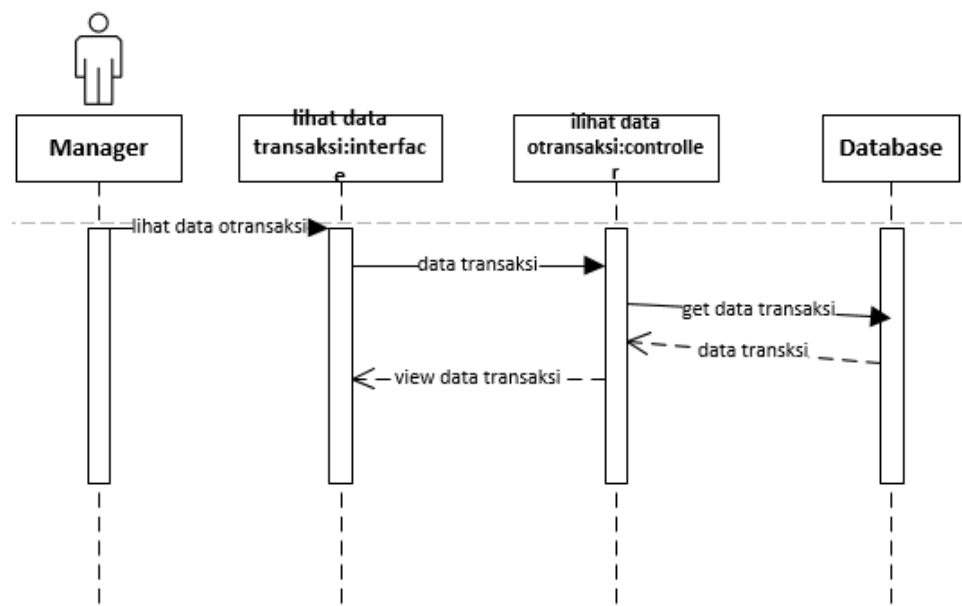 Manager
lihat data
transaksi:interfac
e
ilihat data
otransaksi:controlle
r
Database
lihat data otransaksi
data transaksi
get data transaksi
data transksi
view data transaksi